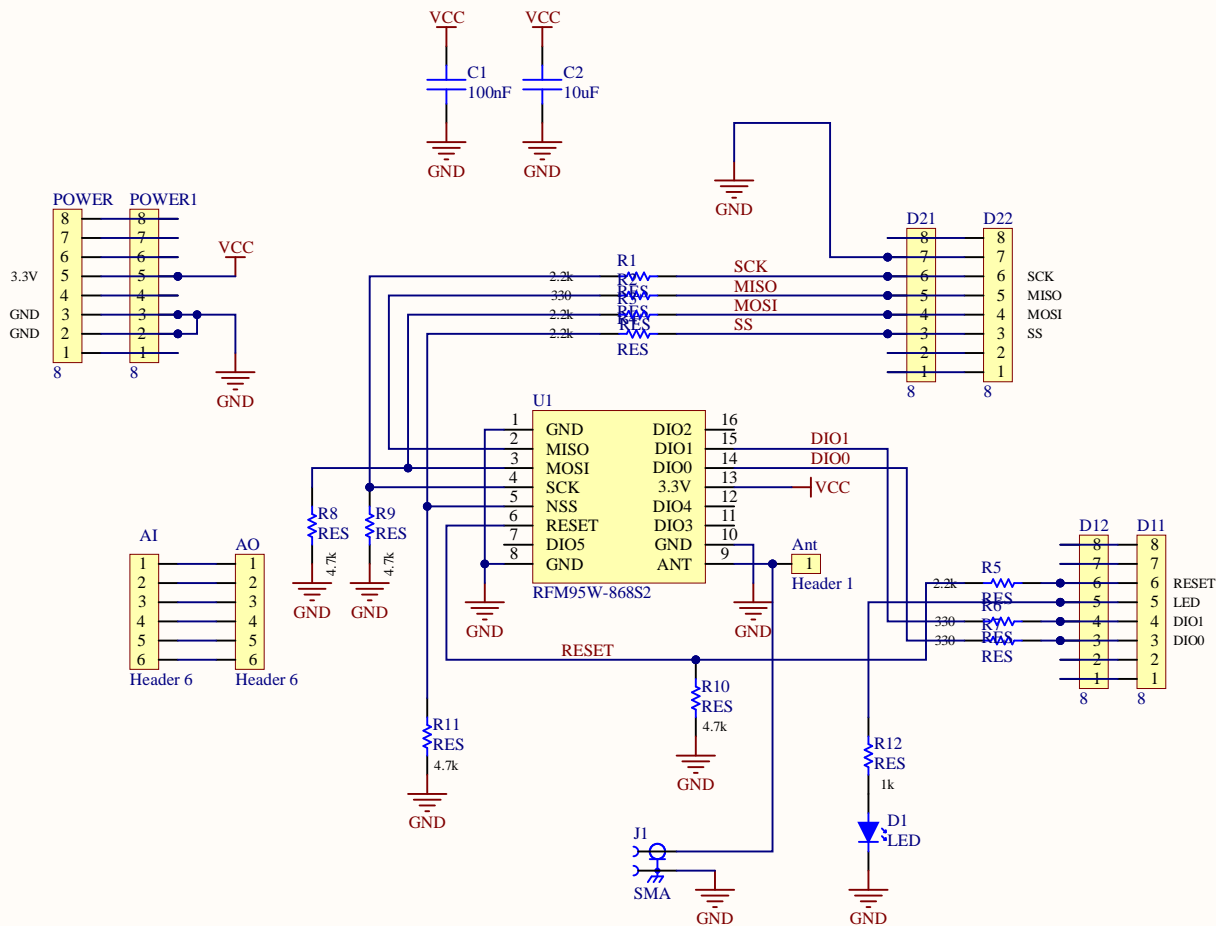 VCC
VCC
C1
100nF
C2
10uF
GND
GND
GND
POWER
POWER1
8
7
6
5
4
3
2
1
8
8
7
6
5
4
3
2
1
8
3.3V
GND
GND
VCC
GND
D21
D22
8
7
6
5
4
3
2
1
8
8
7
6
5
4
3
2
1
8
SCK
MISO
MOSI
SS
R1
2.2k
SCK
R2
RES
330
MISO
R3
RES
2.2k
MOSI
R4
RES
2.2k
SS
RES
U1
1
2
3
4
5
6
7
8
GND
MISO
MOSI
SCK
NSS
RESET
DIO5
GND
DIO2
DIO1
DIO0
3.3V
DIO4
DIO3
GND
ANT
16
15
14
13
12
11
10
9
RFM95W-868S2
DIO1
DIO0
VCC
R8
RES
4.7k
GND
R9
RES
4.7k
GND
GND
GND
Ant
1
Header 1
AI
1
2
3
4
5
6
Header 6
AO
1
2
3
4
5
6
Header 6
D12
D11
8
7
6
5
4
3
2
1
8
8
7
6
5
4
3
2
1
8
RESET
LED
DIO1
DIO0
R5
2.2k
RES
R6
330
RES
R7
330
RES
RESET
R10
RES
4.7k
GND
R11
RES
4.7k
GND
R12
RES
1k
D1
LED
GND
J1
SMA
GND